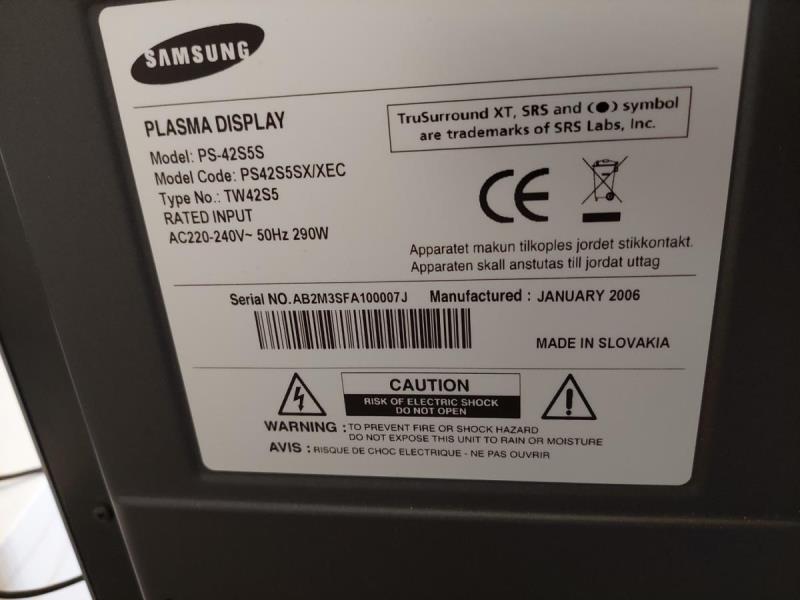 SAMSUNG
PLASMA DISPLAY
Model: PS-42S5S
Model Code: PS42S5SX/XEC
Type No.: TW42S5
RATED INPUT
AC220-240V~ 50Hz 290W
TruSurround XT, SRS and (●) symbol
are trademarks of SRS Labs, Inc.
CE
Apparatet makun tilkoples jordet stikkontakt.
Apparaten skall anstutas till jordat uttag
Serial NO.AB2M3SFA100007J Manufactured : JANUARY 2006
MADE IN SLOVAKIA
CAUTION
RISK OF ELECTRIC SHOCK
DO NOT OPEN
WARNING : TO PREVENT FIRE OR SHOCK HAZARD
DO NOT EXPOSE THIS UNIT TO RAIN OR MOISTURE
AVIS : RISQUE DE CHOC ELECTRIQUE - NE PAS OUVRIR